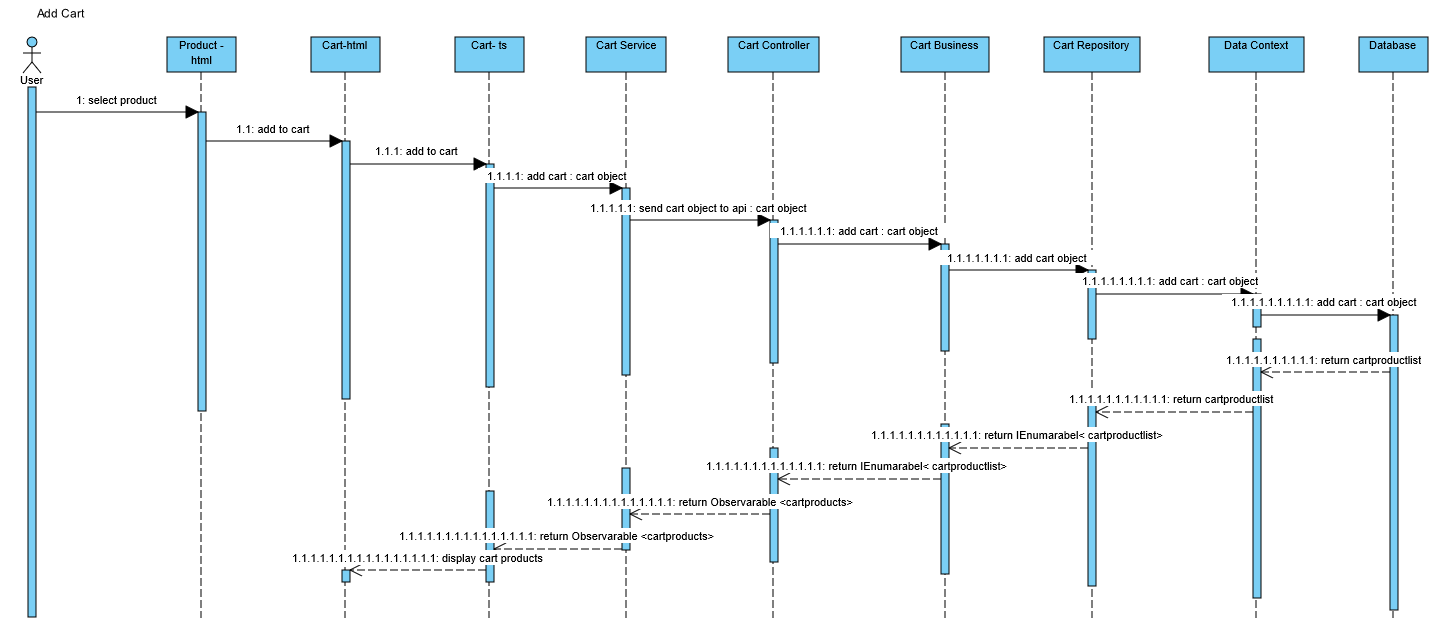 Add Cart
User
Product -
html
Cart-html
Cart- ts
Cart Service
Cart Controller
Cart Business
Cart Repository
Data Context
Database
1: select product
1.1: add to cart
1.1.1: add to cart
1.1.1.1: add cart : cart object
1.1.1.1.1: send cart object to api : cart object
1.1.1.1.1.1: add cart : cart object
1.1.1.1.1.1.1: add cart object
1.1.1.1.1.1.1.1: add cart : cart object
1.1.1.1.1.1.1.1.1: add cart : cart object
1.1.1.1.1.1.1.1.1.1: return cartproductlist
1.1.1.1.1.1.1.1.1.1.1: return cartproductlist
1.1.1.1.1.1.1.1.1.1.1.1: return IEnumarabel< cartproductlist>
1.1.1.1.1.1.1.1.1.1.1.1.1: return IEnumarabel< cartproductlist>
1.1.1.1.1.1.1.1.1.1.1.1.1.1: return Observarable <cartproducts>
1.1.1.1.1.1.1.1.1.1.1.1.1.1.1: return Observarable <cartproducts>
1.1.1.1.1.1.1.1.1.1.1.1.1.1.1.1: display cart products